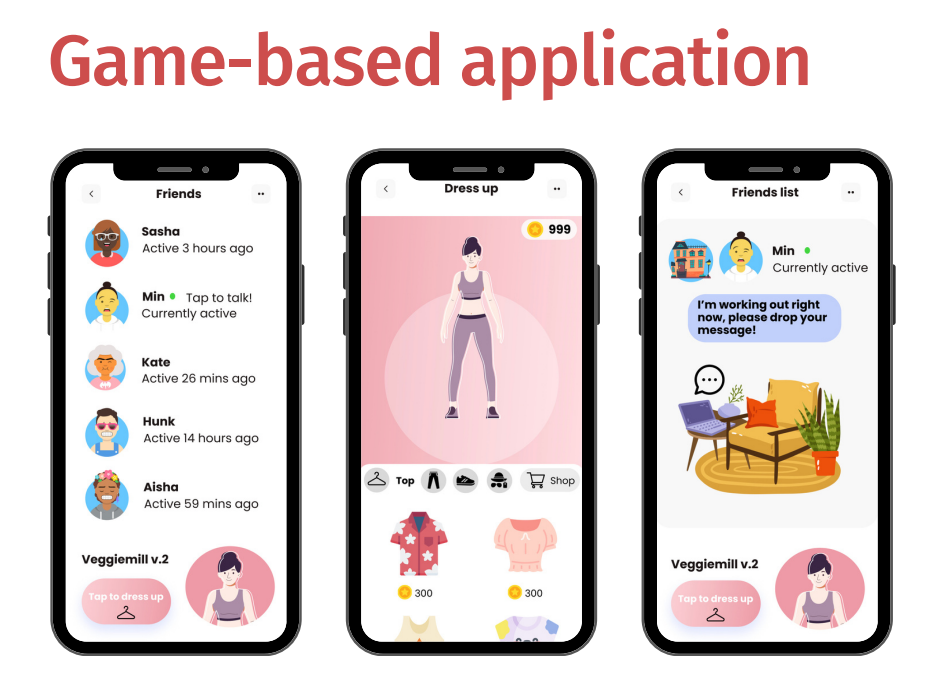 Game-based application
Friends
Sasha
Active 3 hours ago
Min Tap to talk!
Currently active
Kate
Active 26 mins ago
Hunk
Active 14 hours ago
Aisha
Active 59 mins ago
Veggiemill v.2
Tap to dress up
Dress up
999
Top
Shop
300
300
Friends list
Min
Currently active
I'm working out right
now, please drop your
message!
Veggiemill v.2
Tap to dress up